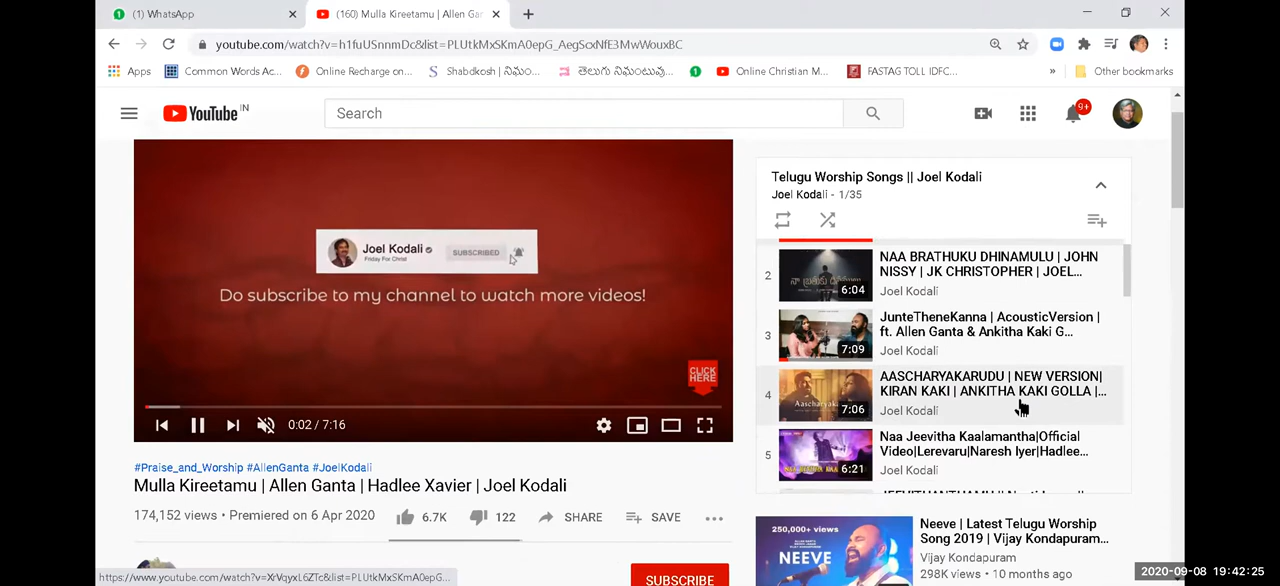 (1) WhatsApp
(160) Mulla Kireetamu | Allen Gar
youtube.com/watch?v=h1fuUSnnmDc&list=PLUtkMxSKmA0epG_AegScxNfE3MwWouxBC
Apps
Common Words Ac...
Online Recharge on...
Shabdkosh | నిఘం...
తెలుగు నిఘంటువు...
Online Christian M...
FASTAG TOLL IDFC...
»
Other bookmarks
YouTube IN
Search
9+
Joel Kodali
Friday For Christ
SUBSCRIBED
Do subscribe to my channel to watch more videos!
CLICK
HERE
0:02 / 7:16
#Praise_and_Worship #AllenGanta #JoelKodali
Mulla Kireetamu | Allen Ganta | Hadlee Xavier | Joel Kodali
174,152 views • Premiered on 6 Apr 2020
6.7K
122
SHARE
SAVE
SUBSCRIBE
Telugu Worship Songs || Joel Kodali
Joel Kodali - 1/35
2
6:04
NAA BRATHUKU DHINAMULU | JOHN
NISSY | JK CHRISTOPHER | JOEL...
Joel Kodali
3
7:09
JunteTheneKanna | AcousticVersion |
ft. Allen Ganta & Ankitha Kaki G...
Joel Kodali
4
Aascharyaka
7:06
AASCHARYAKARUDU | NEW VERSION|
KIRAN KAKI | ANKITHA KAKI GOLLA |...
Joel Kodali
5
6:21
Naa Jeevitha Kaalamantha|Official
Video|Lerevaru|Naresh Iyer|Hadlee...
Joel Kodali
250,000+ views
NEEVE
Neeve | Latest Telugu Worship
Song 2019 | Vijay Kondapuram...
Vijay Kondapuram
298K views • 10 months ago
https://www.youtube.com/watch?v=XrVqyxL6ZTc&list=PLUtkMxSKmA0epG...
2020-09-08 19:42:25